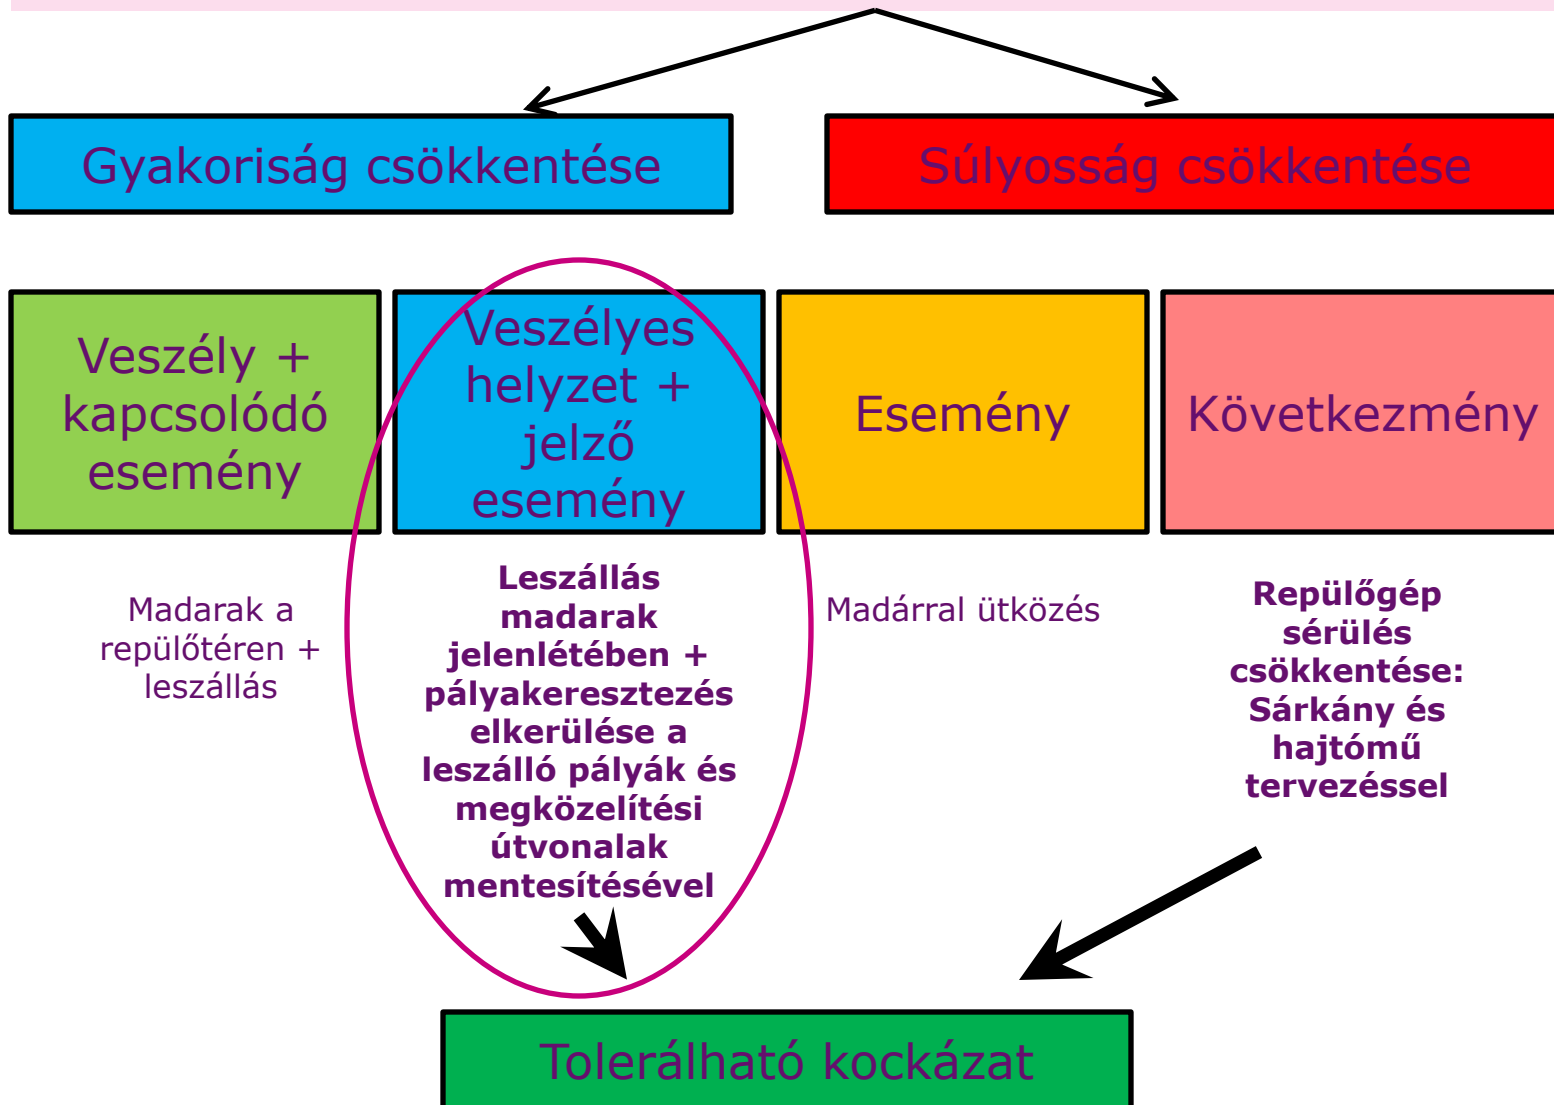 Gyakoriság csökkentése
Súlyosság csökkentése
Veszély +
kapcsolódó
esemény
Veszélyes
helyzet +
jelző
esemény
Esemény
Következmény
Madarak a
repülőtéren +
leszállás
Leszállás
madarak
jelenlétében +
pályakeresztezés
elkerülése a
leszálló pályák és
megközelítési
útvonalak
mentesítésével
Madárral ütközés
Repülőgép
sérülés
csökkentése:
Sárkány és
hajtómű
tervezéssel
Tolerálható kockázat